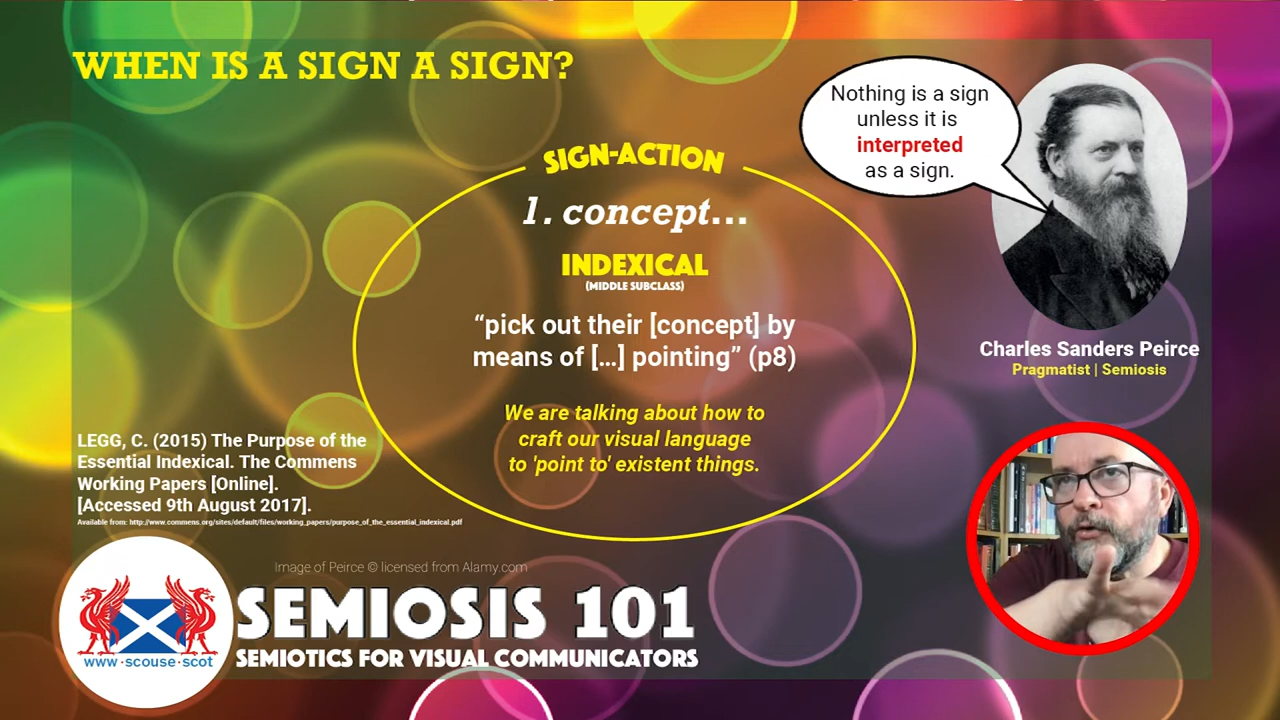 WHEN IS A SIGN A SIGN?
Nothing is a sign
unless it is
interpreted
as a sign.
SIGN-ACTION
1. concept...
INDEXICAL
(MIDDLE SUBCLASS)
“pick out their [concept] by
means of [...] pointing” (p8)
We are talking about how to
craft our visual language
to 'point to' existent things.
Charles Sanders Peirce
Pragmatist | Semiosis
LEGG, C. (2015) The Purpose of the
Essential Indexical. The Commens
Working Papers [Online].
[Accessed 9th August 2017].
Available from: http://www.commens.org/sites/default/files/working_papers/purpose_of_the_essential_indexical.pdf
Image of Peirce © licensed from Alamy.com
www·scouse·scot
SEMIOSIS 101
SEMIOTICS FOR VISUAL COMMUNICATORS